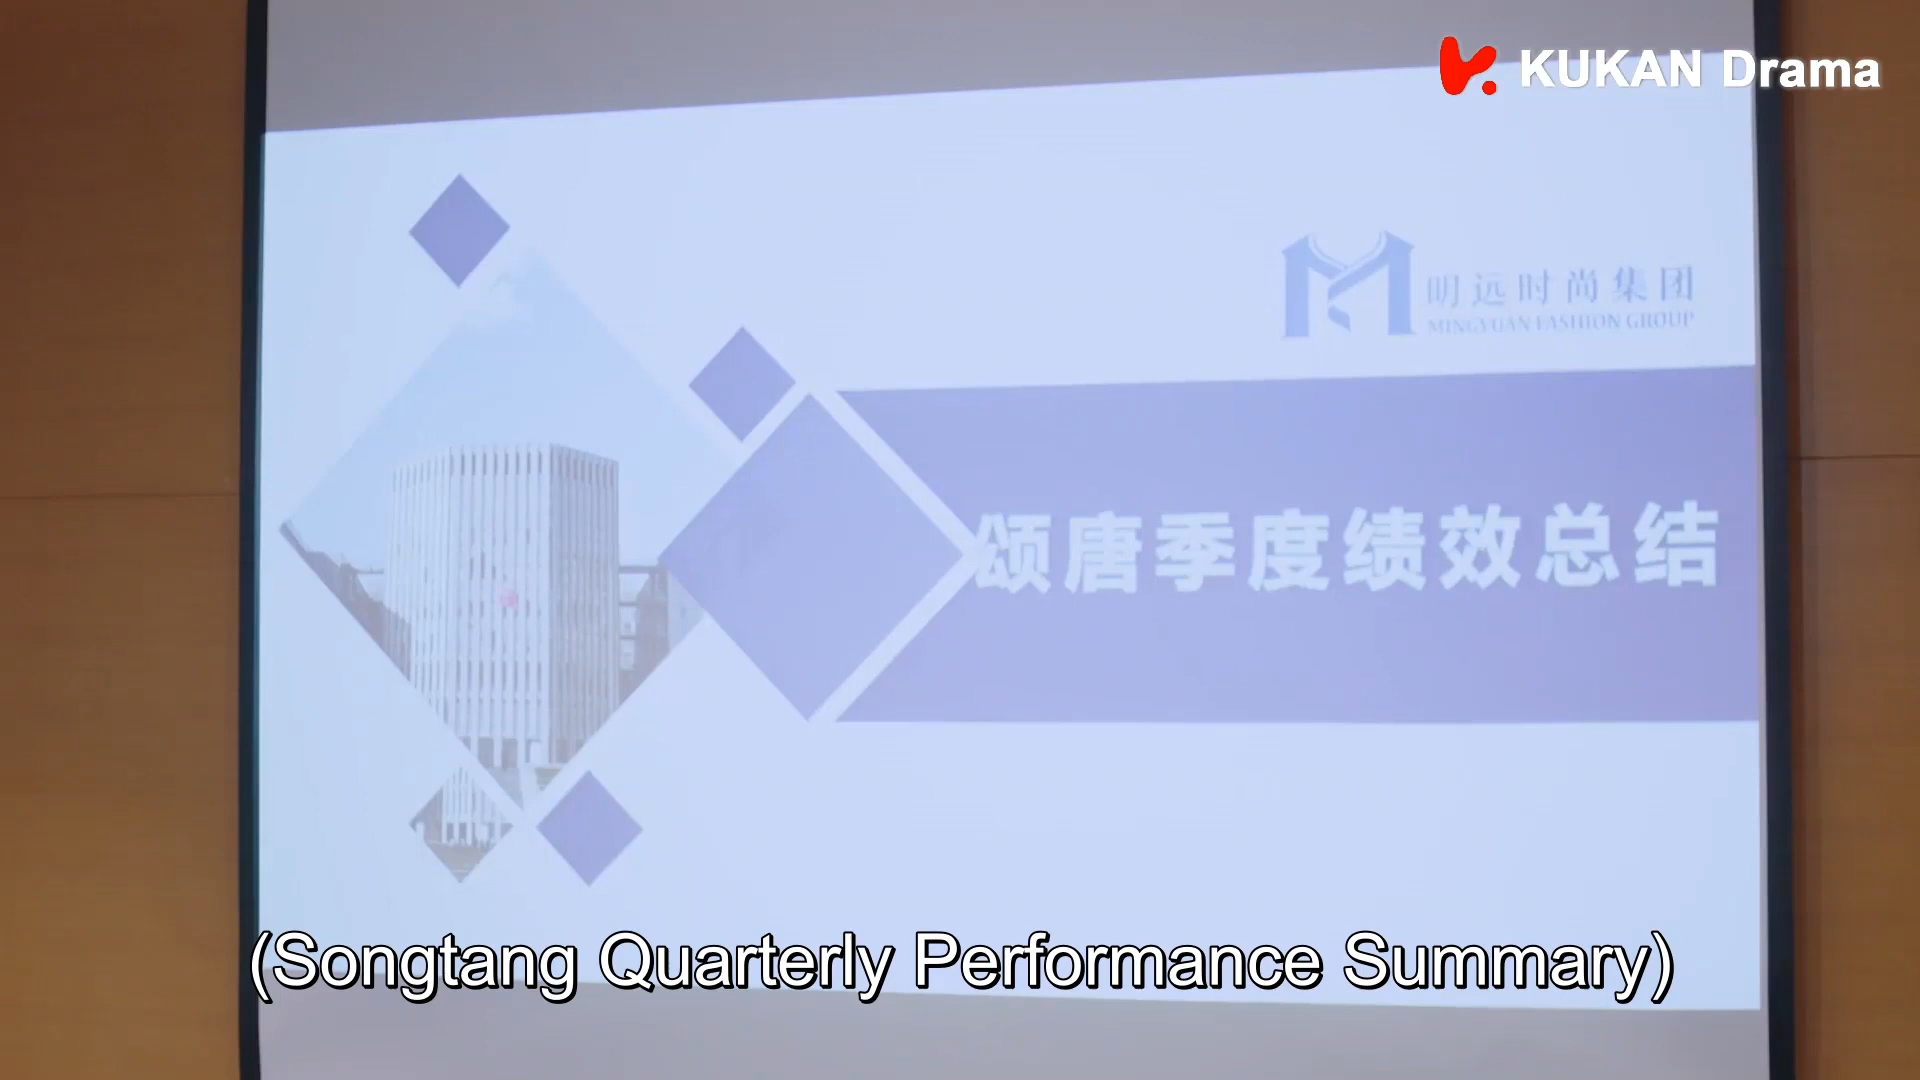 KUKAN Drama
明远时尚集团
MINGYUAN FASHION GROUP
颂唐季度绩效总结
(Songtang Quarterly Performance Summary)